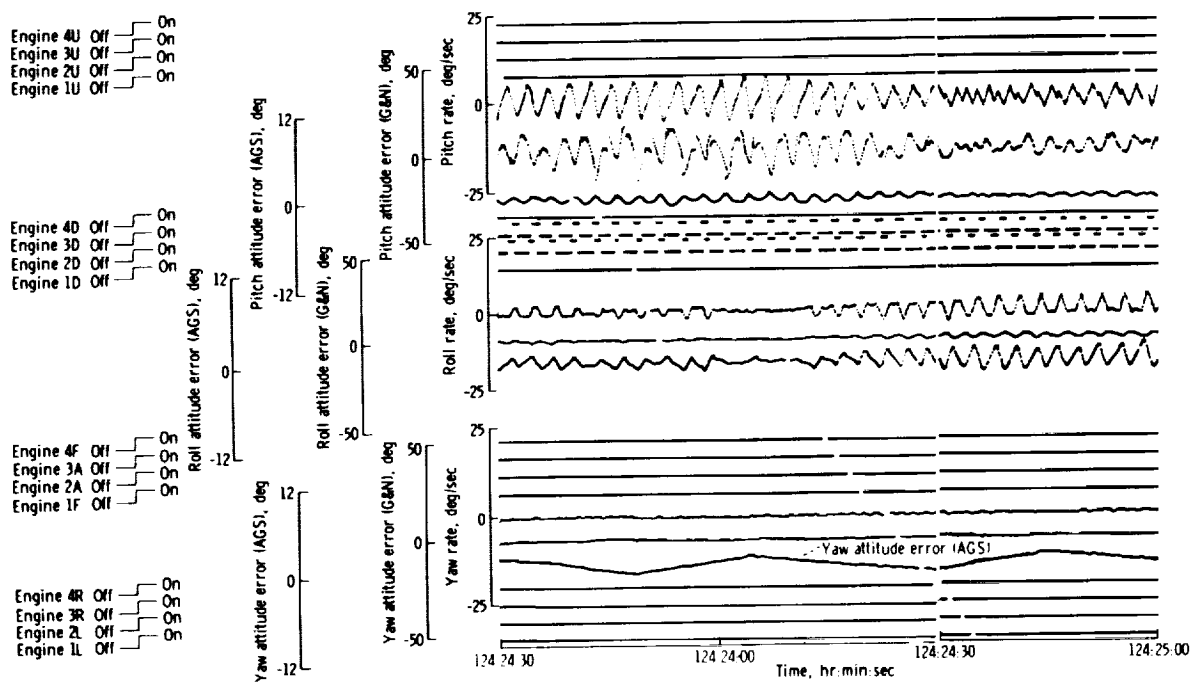 Engine 4U Off On
Engine 3U Off On
Engine 2U Off On
Engine 1U Off On
Engine 4D Off On
Engine 3D Off On
Engine 2D Off On
Engine 1D Off On
Engine 4F Off On
Engine 3A Off On
Engine 2A Off On
Engine 1F Off On
Engine 4R Off On
Engine 3R Off On
Engine 2L Off On
Engine 1L Off On
Roll attitude error (AGS), deg
12
0
-12
Pitch attitude error (AGS), deg
12
0
-12
Yaw attitude error (AGS), deg
12
0
-12
Roll attitude error (G&N), deg
50
0
-50
Pitch attitude error (G&N), deg
50
0
-50
Yaw attitude error (G&N), deg
50
0
-50
Pitch rate, deg/sec
25
0
-25
Roll rate, deg/sec
25
0
-25
Yaw rate, deg/sec
25
0
-25
Yaw attitude error (AGS)
124:24:30
124:24:00
124:24:30
124:25:00
Time, hr:min:sec